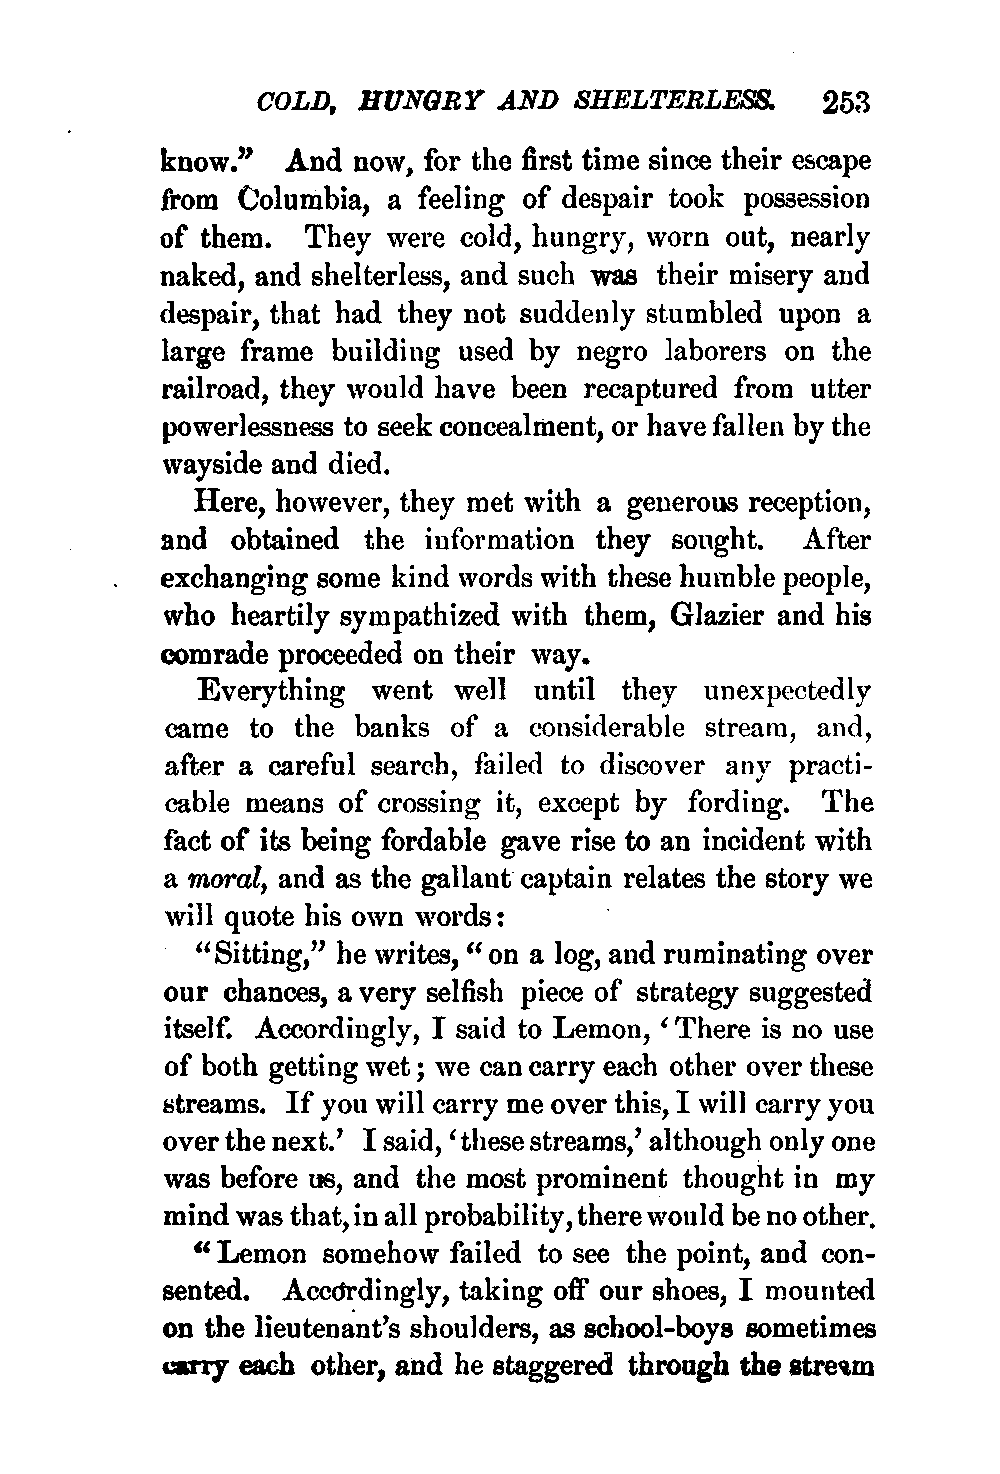 COLD, HUNGRY AND SHELTERLESS. 253
know.” And now, for the first time since their escape
from Columbia, a feeling of despair took possession
of them. They were cold, hungry, worn out, nearly
naked, and shelterless, and such was their misery and
despair, that had they not suddenly stumbled upon a
large frame building used by negro laborers on the
railroad, they would have been recaptured from utter
powerlessness to seek concealment, or have fallen by the
wayside and died.
Here, however, they met with a generous reception,
and obtained the information they sought. After
exchanging some kind words with these humble people,
who heartily sympathized with them, Glazier and his
comrade proceeded on their way.
Everything went well until they unexpectedly
came to the banks of a considerable stream, and,
after a careful search, failed to discover any practi-
cable means of crossing it, except by fording. The
fact of its being fordable gave rise to an incident with
a moral, and as the gallant captain relates the story we
will quote his own words:
“Sitting,” he writes, “on a log, and ruminating over
our chances, a very selfish piece of strategy suggested
itself. Accordingly, I said to Lemon, ‘There is no use
of both getting wet; we can carry each other over these
streams. If you will carry me over this, I will carry you
over the next.’ I said, ‘these streams,’ although only one
was before us, and the most prominent thought in my
mind was that, in all probability, there would be no other.
“Lemon somehow failed to see the point, and con-
sented. Accordingly, taking off our shoes, I mounted
on the lieutenant’s shoulders, as school-boys sometimes
carry each other, and he staggered through the stream